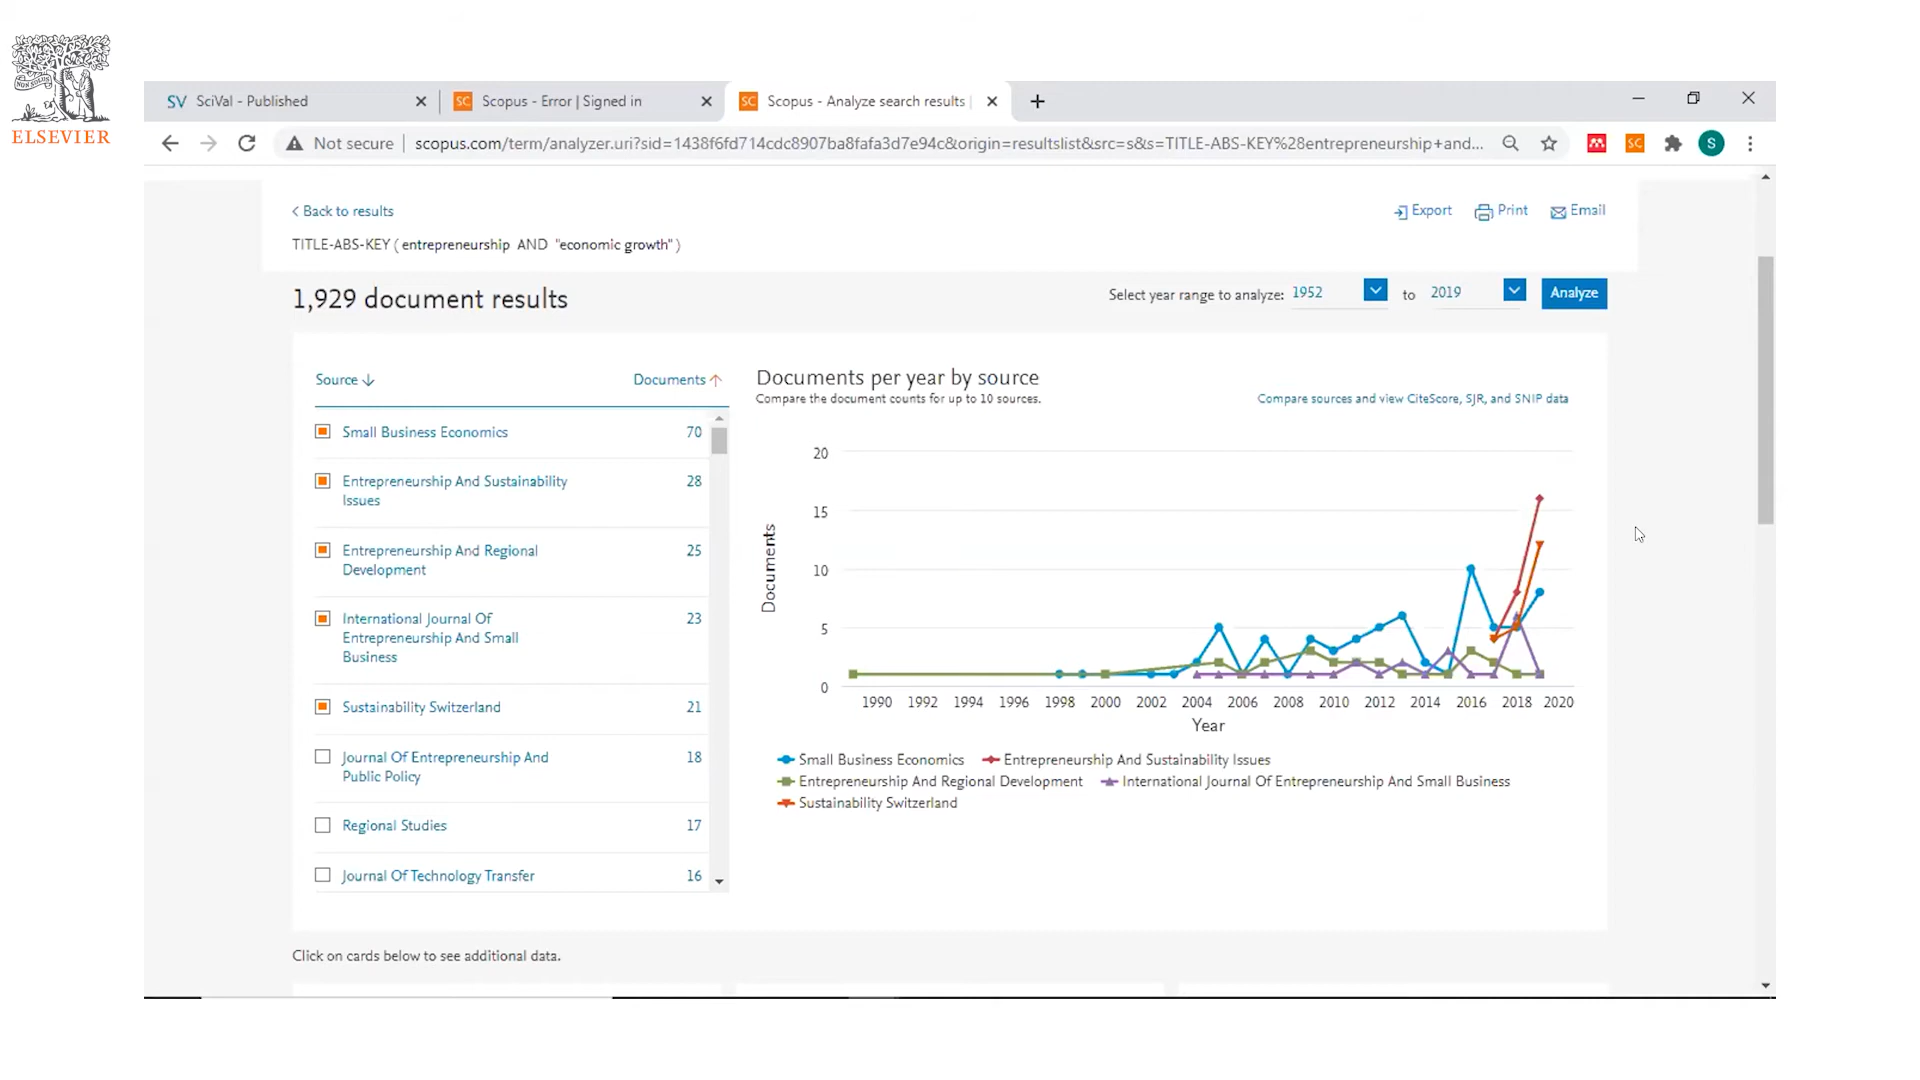 ELSEVIER
SciVal - Published
Scopus - Error | Signed in
Scopus - Analyze search results |
Not secure
scopus.com/term/analyzer.uri?sid=1438f6fd714cdc8907ba8fafa3d7e94c&origin=resultslist&src=s&s=TITLE-ABS-KEY%28entrepreneurship+and...
S
Back to results
Export
Print
Email
TITLE-ABS-KEY ( entrepreneurship AND "economic growth" )
1,929 document results
Select year range to analyze: 1952 to 2019
Analyze
Source
Documents
Small Business Economics 70
Entrepreneurship And Sustainability
Issues
28
Entrepreneurship And Regional
Development
25
International Journal Of
Entrepreneurship And Small
Business
23
Sustainability Switzerland 21
Journal Of Entrepreneurship And
Public Policy
18
Regional Studies 17
Journal Of Technology Transfer 16
Documents per year by source
Compare the document counts for up to 10 sources.
Compare sources and view CiteScore, SJR, and SNIP data
Documents
20
15
10
5
0
1990 1992 1994 1996 1998 2000 2002 2004 2006 2008 2010 2012 2014 2016 2018 2020
Year
Small Business Economics
Entrepreneurship And Sustainability Issues
Entrepreneurship And Regional Development
International Journal Of Entrepreneurship And Small Business
Sustainability Switzerland
Click on cards below to see additional data.